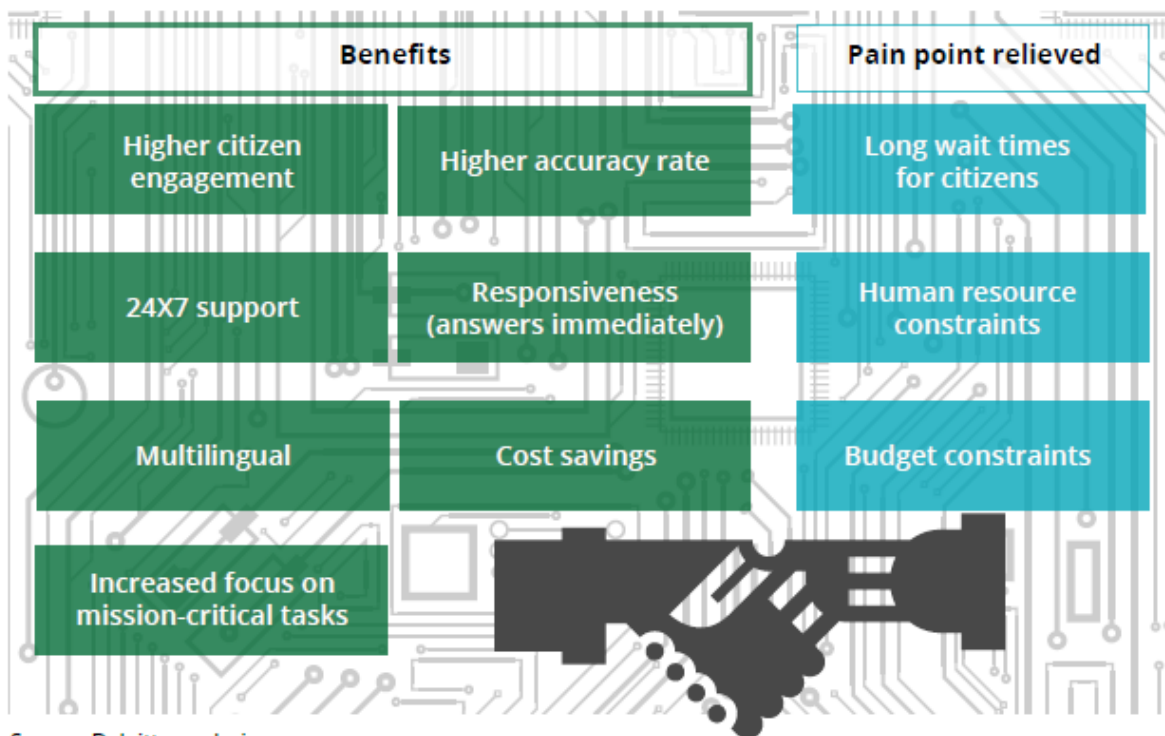 Benefits
Pain point relieved
Higher citizen
engagement
Higher accuracy rate
Long wait times
for citizens
24X7 support
Responsiveness
(answers immediately)
Human resource
constraints
Multilingual
Cost savings
Budget constraints
Increased focus on
mission-critical tasks